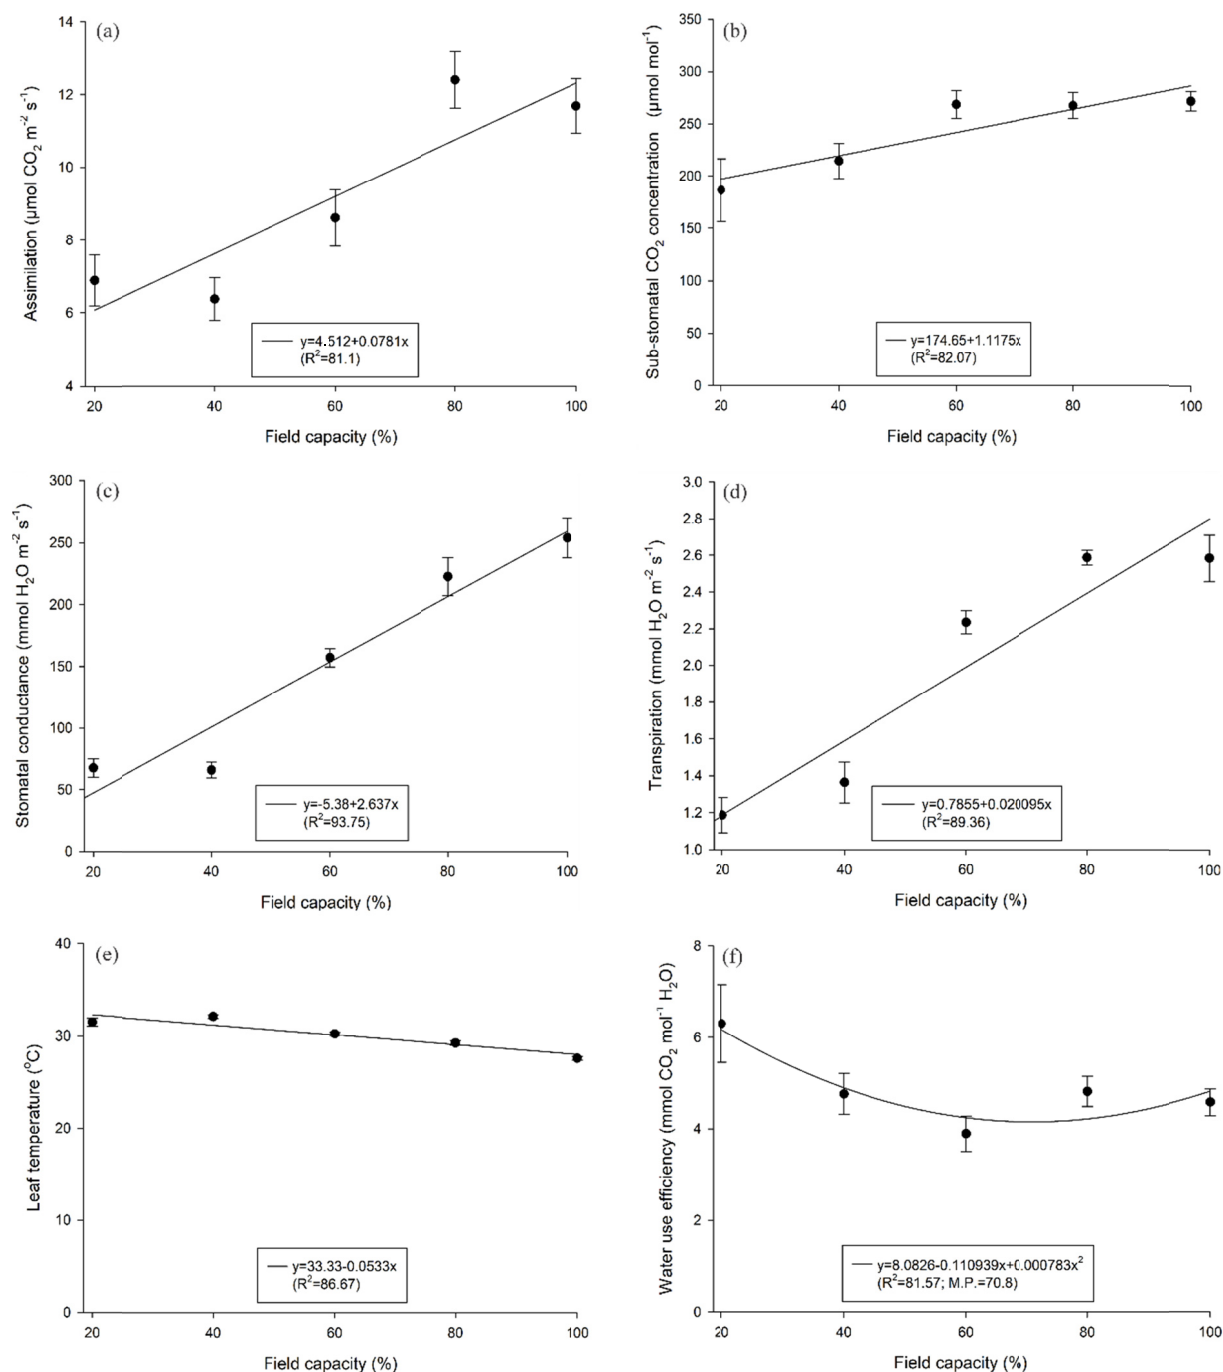 (a)
Assimilation (μmol CO₂ m⁻² s⁻¹)
14
12
10
8
6
4
y=4.512+0.0781x
(R²=81.1)
20 40 60 80 100
Field capacity (%)
(b)
Sub-stomatal CO₂ concentration (μmol mol⁻¹)
350
300
250
200
150
100
50
0
y=174.65+1.1175x
(R²=82.07)
20 40 60 80 100
Field capacity (%)
(c)
Stomatal conductance (mmol H₂O m⁻² s⁻¹)
300
250
200
150
100
50
0
y=-5.38+2.637x
(R²=93.75)
20 40 60 80 100
Field capacity (%)
(d)
Transpiration (mmol H₂O m⁻² s⁻¹)
3.0
2.8
2.6
2.4
2.2
2.0
1.8
1.6
1.4
1.2
1.0
y=0.7855+0.020095x
(R²=89.36)
20 40 60 80 100
Field capacity (%)
(e)
Leaf temperature (°C)
40
30
20
10
0
y=33.33-0.0533x
(R²=86.67)
20 40 60 80 100
Field capacity (%)
(f)
Water use efficiency (mmol CO₂ mol⁻¹ H₂O)
8
6
4
2
0
y=8.0826-0.110939x+0.000783x²
(R²=81.57; M.P.=70.8)
20 40 60 80 100
Field capacity (%)